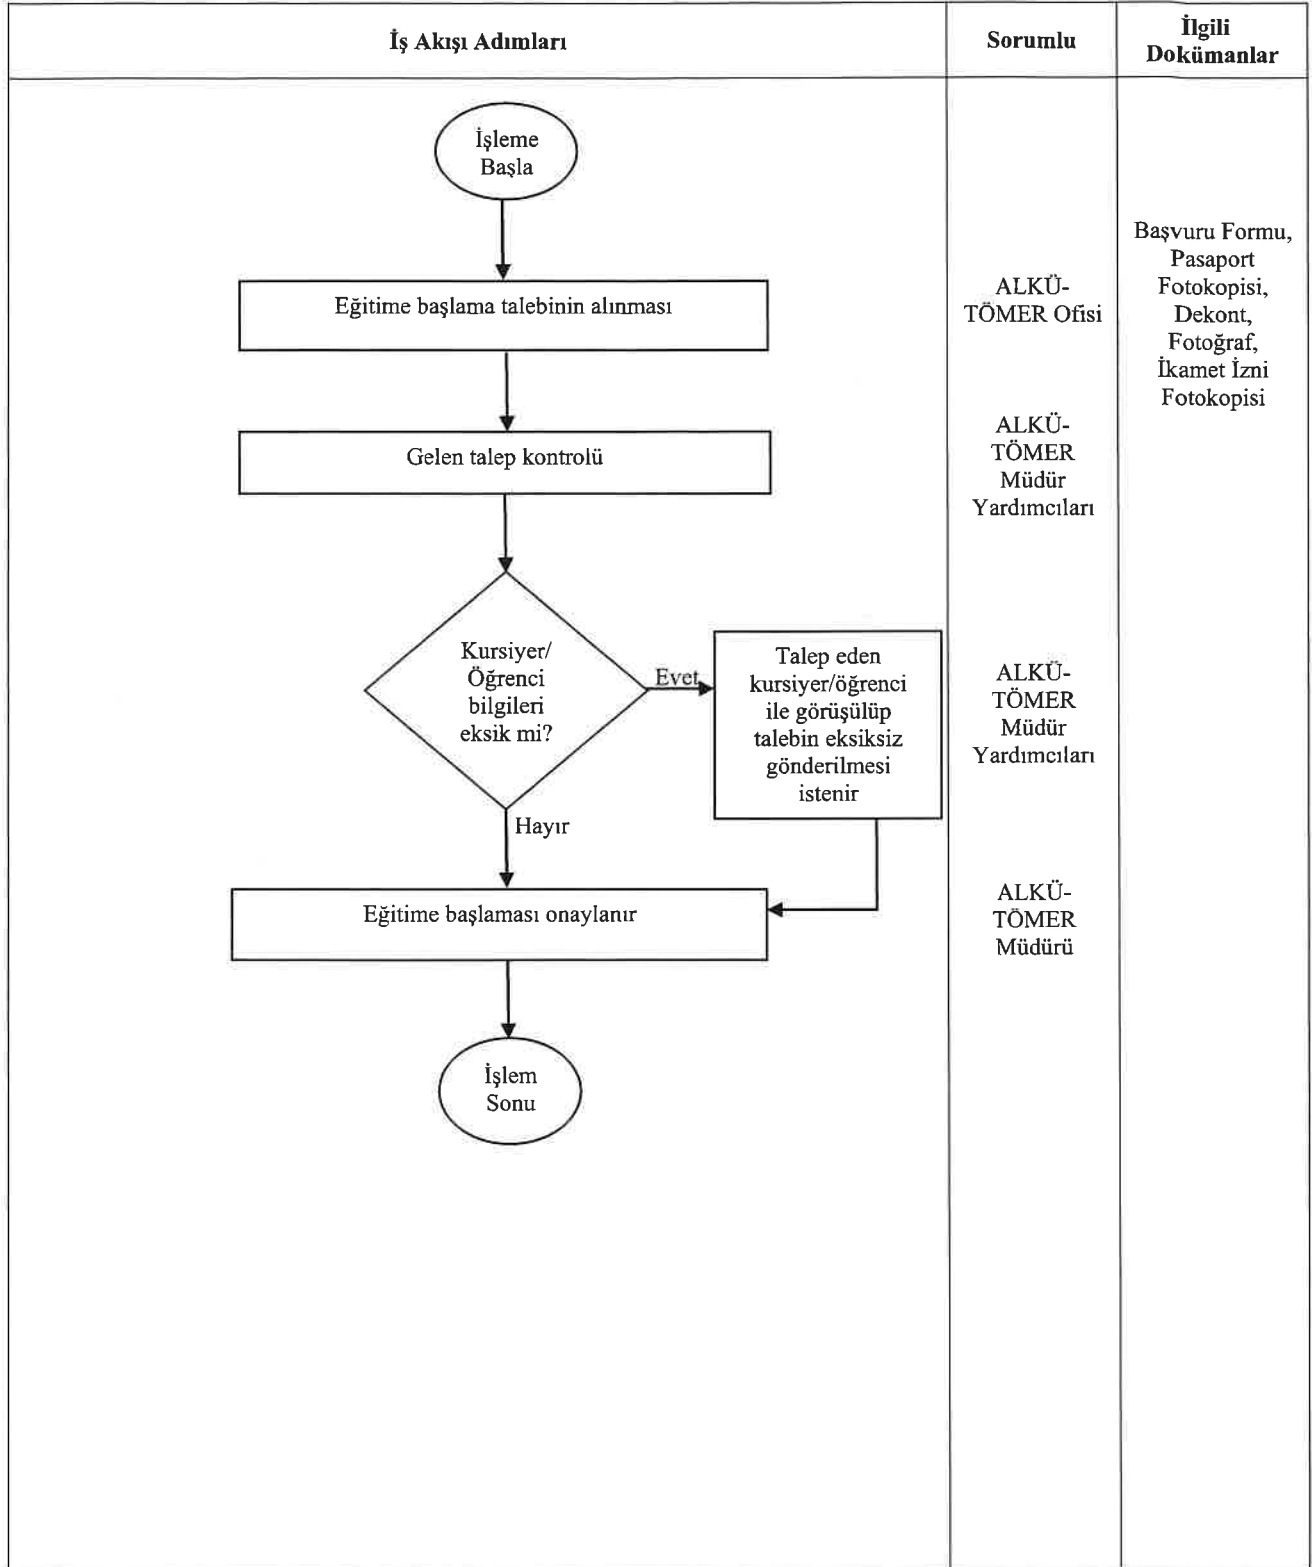 İş Akışı Adımları
Sorumlu
İlgili
Dokümanlar
İşleme
Başla
Eğitime başlama talebinin alınması
ALKÜ-
TÖMER Ofisi
Başvuru Formu,
Pasaport
Fotokopisi,
Dekont,
Fotoğraf,
İkamet İzni
Fotokopisi
Gelen talep kontrolü
ALKÜ-
TÖMER
Müdür
Yardımcıları
Kursiyer/
Öğrenci
bilgileri
eksik mi?
Evet
Talep eden
kursiyer/öğrenci
ile görüşülüp
talebin eksiksiz
gönderilmesi
istenir
ALKÜ-
TÖMER
Müdür
Yardımcıları
Hayır
Eğitime başlaması onaylanır
ALKÜ-
TÖMER
Müdürü
İşlem
Sonu